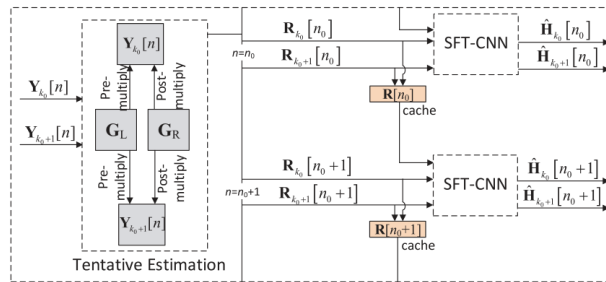 Y_{k_0}[n]
Y_{k_0+1}[n]
Y_{k_0}[n]
Pre-multiply
Post-multiply
G_L
G_R
Pre-multiply
Post-multiply
Y_{k_0+1}[n]
Tentative Estimation
n=n_0
R_{k_0}[n_0]
R_{k_0+1}[n_0]
R[n_0]
cache
SFT-CNN
Ĥ_{k_0}[n_0]
Ĥ_{k_0+1}[n_0]
n=n_0+1
R_{k_0}[n_0+1]
R_{k_0+1}[n_0+1]
R[n_0+1]
cache
SFT-CNN
Ĥ_{k_0}[n_0+1]
Ĥ_{k_0+1}[n_0+1]